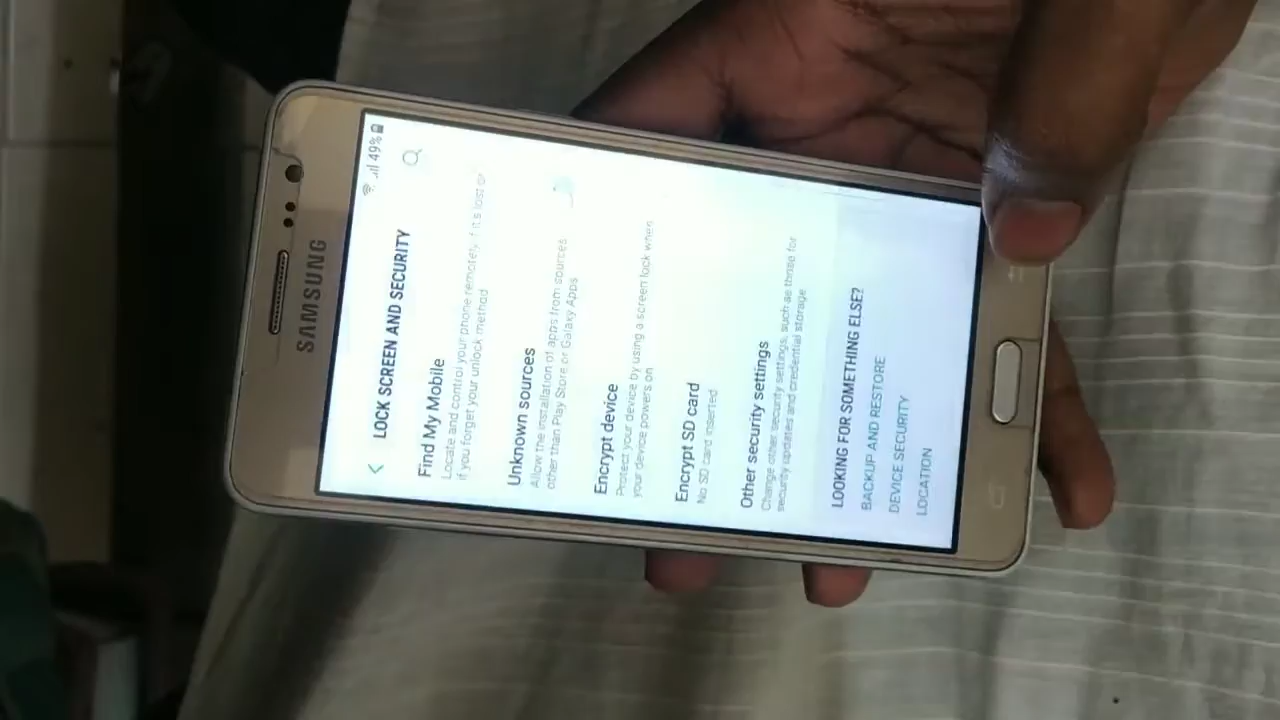 SAMSUNG
49%
LOCK SCREEN AND SECURITY
Find My Mobile
Locate and control your phone remotely if it's lost or
if you forget your unlock method
Unknown sources
Allow the installation of apps from sources
other than Play Store or Galaxy Apps
Encrypt device
Protect your device by using a screen lock when
your device powers on
Encrypt SD card
No SD card inserted
Other security settings
Change other security settings, such as those for
security updates and credential storage
LOOKING FOR SOMETHING ELSE?
BACKUP AND RESTORE
DEVICE SECURITY
LOCATION